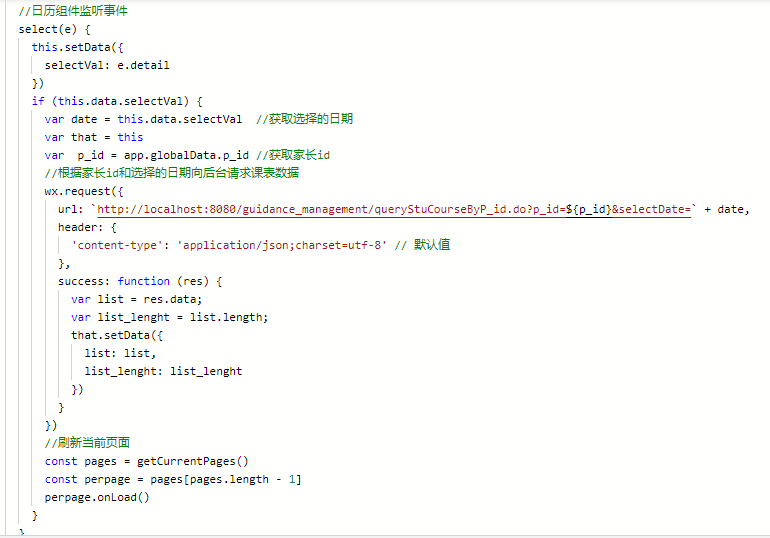 //日历组件监听事件
select(e) {
this.setData({
selectVal: e.detail
})
if (this.data.selectVal) {
var date = this.data.selectVal  //获取选择的日期
var that = this
var  p_id = app.globalData.p_id //获取家长id
//根据家长id和选择的日期向后台请求课表数据
wx.request({
url: `http://localhost:8080/guidance_management/queryStuCourseByP_id.do?p_id=${p_id}&selectDate=` + date,
header: {
'content-type': 'application/json;charset=utf-8' // 默认值
},
success: function (res) {
var list = res.data;
var list_lenght = list.length;
that.setData({
list: list,
list_lenght: list_lenght
})
}
})
//刷新当前页面
const pages = getCurrentPages()
const perpage = pages[pages.length - 1]
perpage.onLoad()
}
}